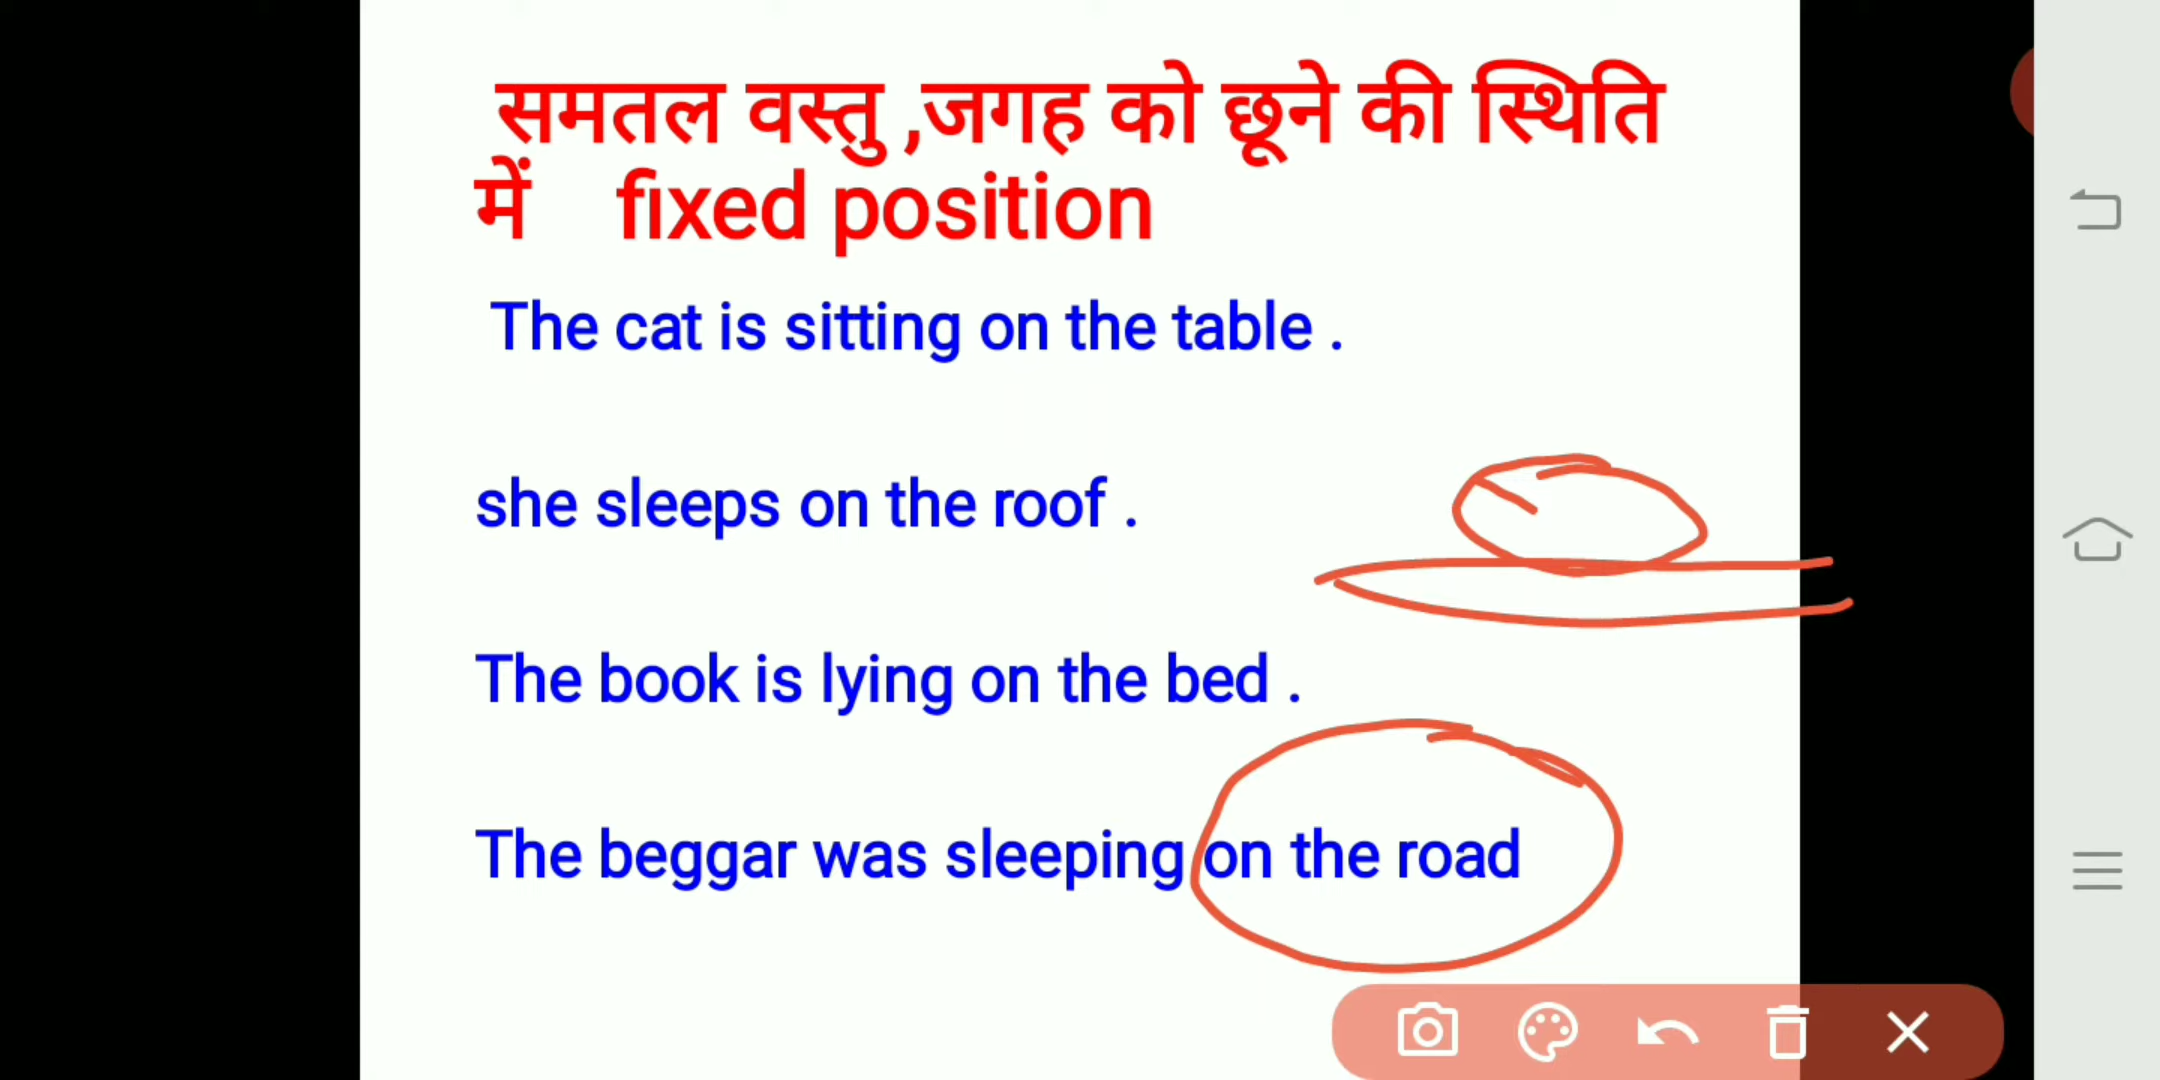 समतल वस्तु ,जगह को छूने की स्थिति
में fixed position
The cat is sitting on the table .
she sleeps on the roof .
The book is lying on the bed .
The beggar was sleeping on the road